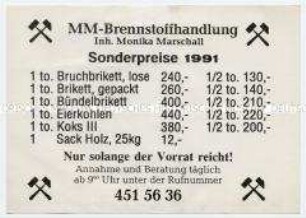 MM-Brennstoffhandlung
Inh. Monika Marschall
Sonderpreise 1991
1 to. Bruchbrikett, lose 240,- 1/2 to. 130,-
1 to. Brikett, gepackt 260,- 1/2 to. 140,-
1 to. Bündelbrikett 400,- 1/2 to. 210,-
1 to. Eierkohlen 440,- 1/2 to. 220,-
1 to. Koks III 380,- 1/2 to. 200,-
1 Sack Holz, 25kg 12,-
Nur solange der Vorrat reicht!
Annahme und Beratung täglich
ab 9⁰⁰ Uhr unter der Rufnummer
451 56 36